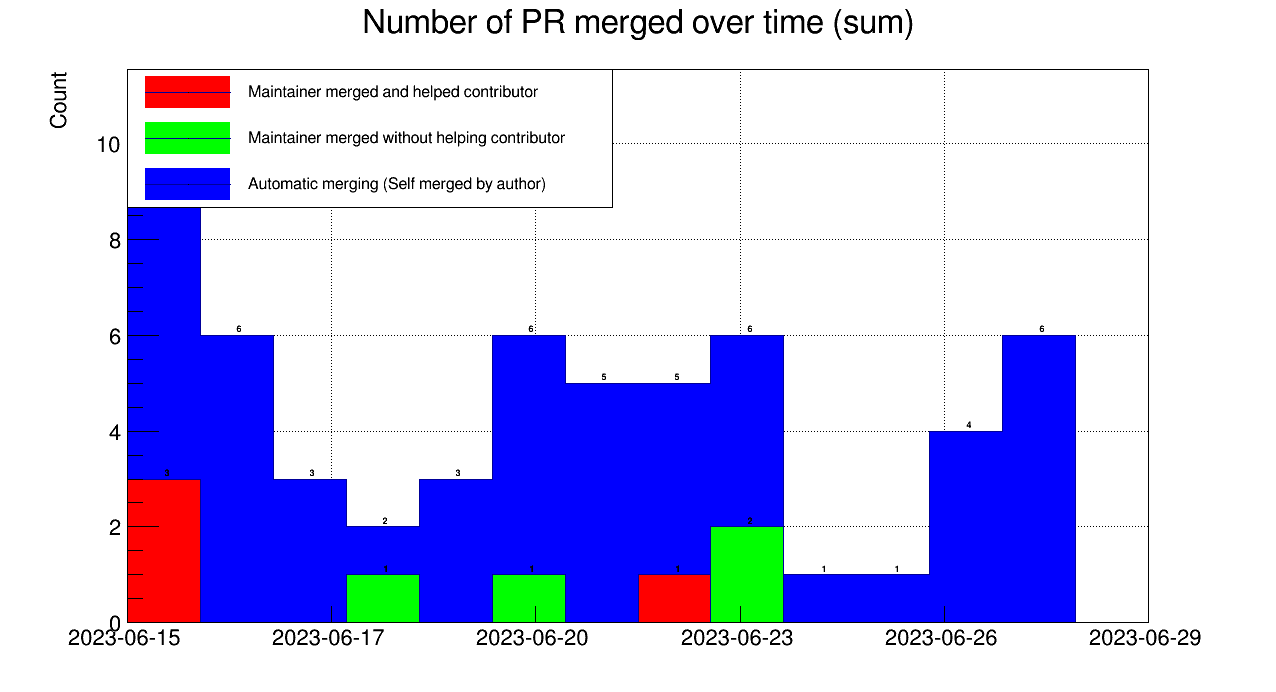 Number of PR merged over time (sum)
Count
Maintainer merged and helped contributor
Maintainer merged without helping contributor
Automatic merging (Self merged by author)
10
8
6
4
2
0
6 6 6 6
5 5
4
3 3 3
2 2
1 1 1 1 1
2023-06-15 2023-06-17 2023-06-20 2023-06-23 2023-06-26 2023-06-29